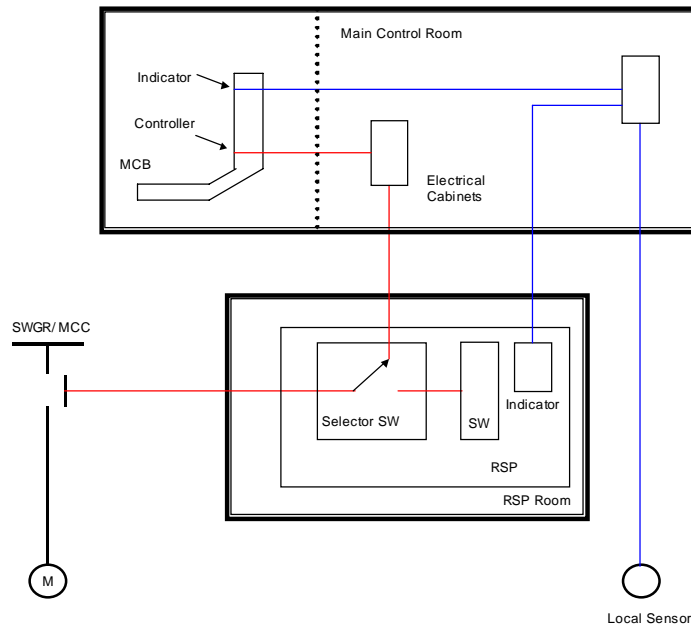 Main Control Room
Indicator
Controller
MCB
Electrical
Cabinets
SWGR/MCC
Selector SW
SW
Indicator
RSP
RSP Room
M
Local Sensor